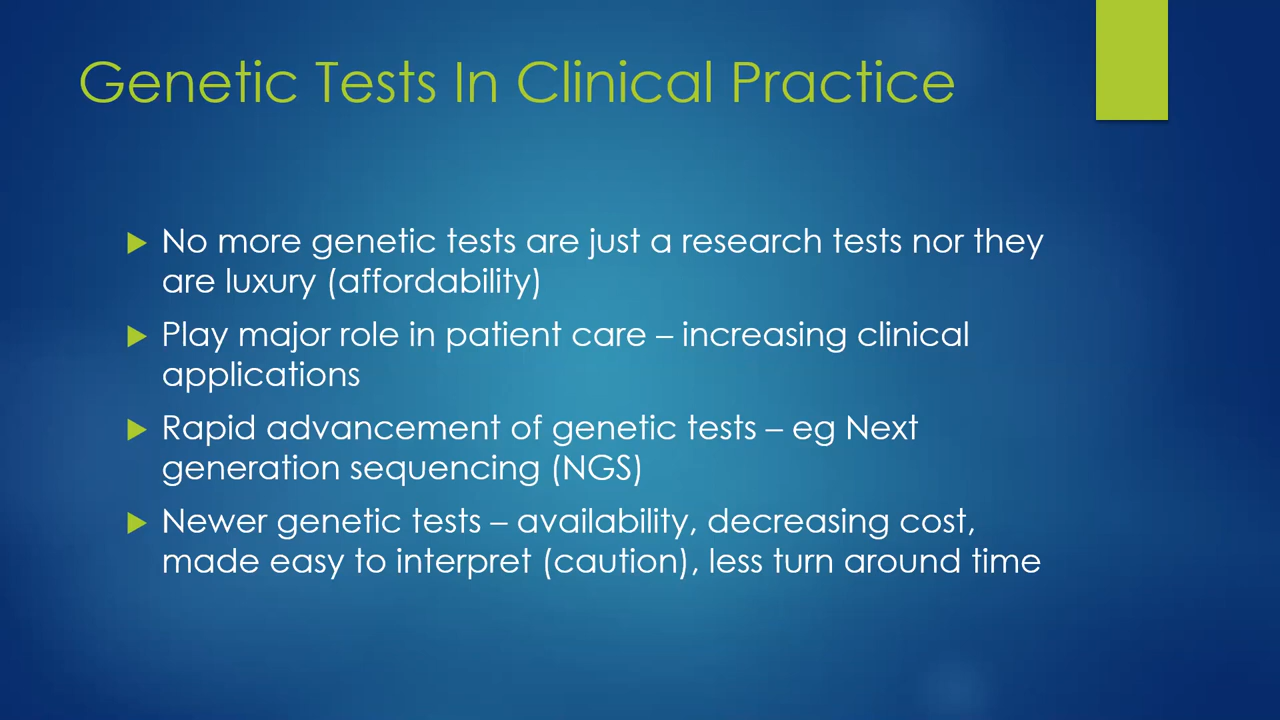 Genetic Tests In Clinical Practice
No more genetic tests are just a research tests nor they
are luxury (affordability)
Play major role in patient care – increasing clinical
applications
Rapid advancement of genetic tests – eg Next
generation sequencing (NGS)
Newer genetic tests – availability, decreasing cost,
made easy to interpret (caution), less turn around time